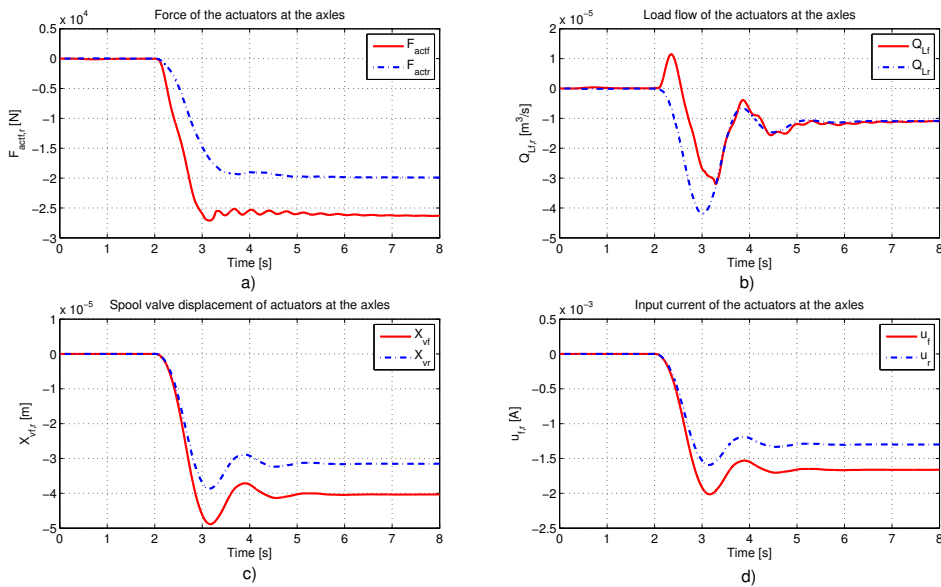 Force of the actuators at the axles
x 10^4
0.5
0
−0.5
−1
−1.5
−2
−2.5
−3
F_actf,r [N]
F_actf
F_actr
0 1 2 3 4 5 6 7 8
Time [s]
a)
Load flow of the actuators at the axles
x 10^−5
2
1
0
−1
−2
−3
−4
−5
Q_Lf,r [m^3/s]
Q_Lf
Q_Lr
0 1 2 3 4 5 6 7 8
Time [s]
b)
Spool valve displacement of actuators at the axles
x 10^−5
1
0
−1
−2
−3
−4
−5
X_vf,r [m]
X_vf
X_vr
0 1 2 3 4 5 6 7 8
Time [s]
c)
Input current of the actuators at the axles
x 10^−3
0.5
0
−0.5
−1
−1.5
−2
−2.5
u_f,r [A]
u_f
u_r
0 1 2 3 4 5 6 7 8
Time [s]
d)